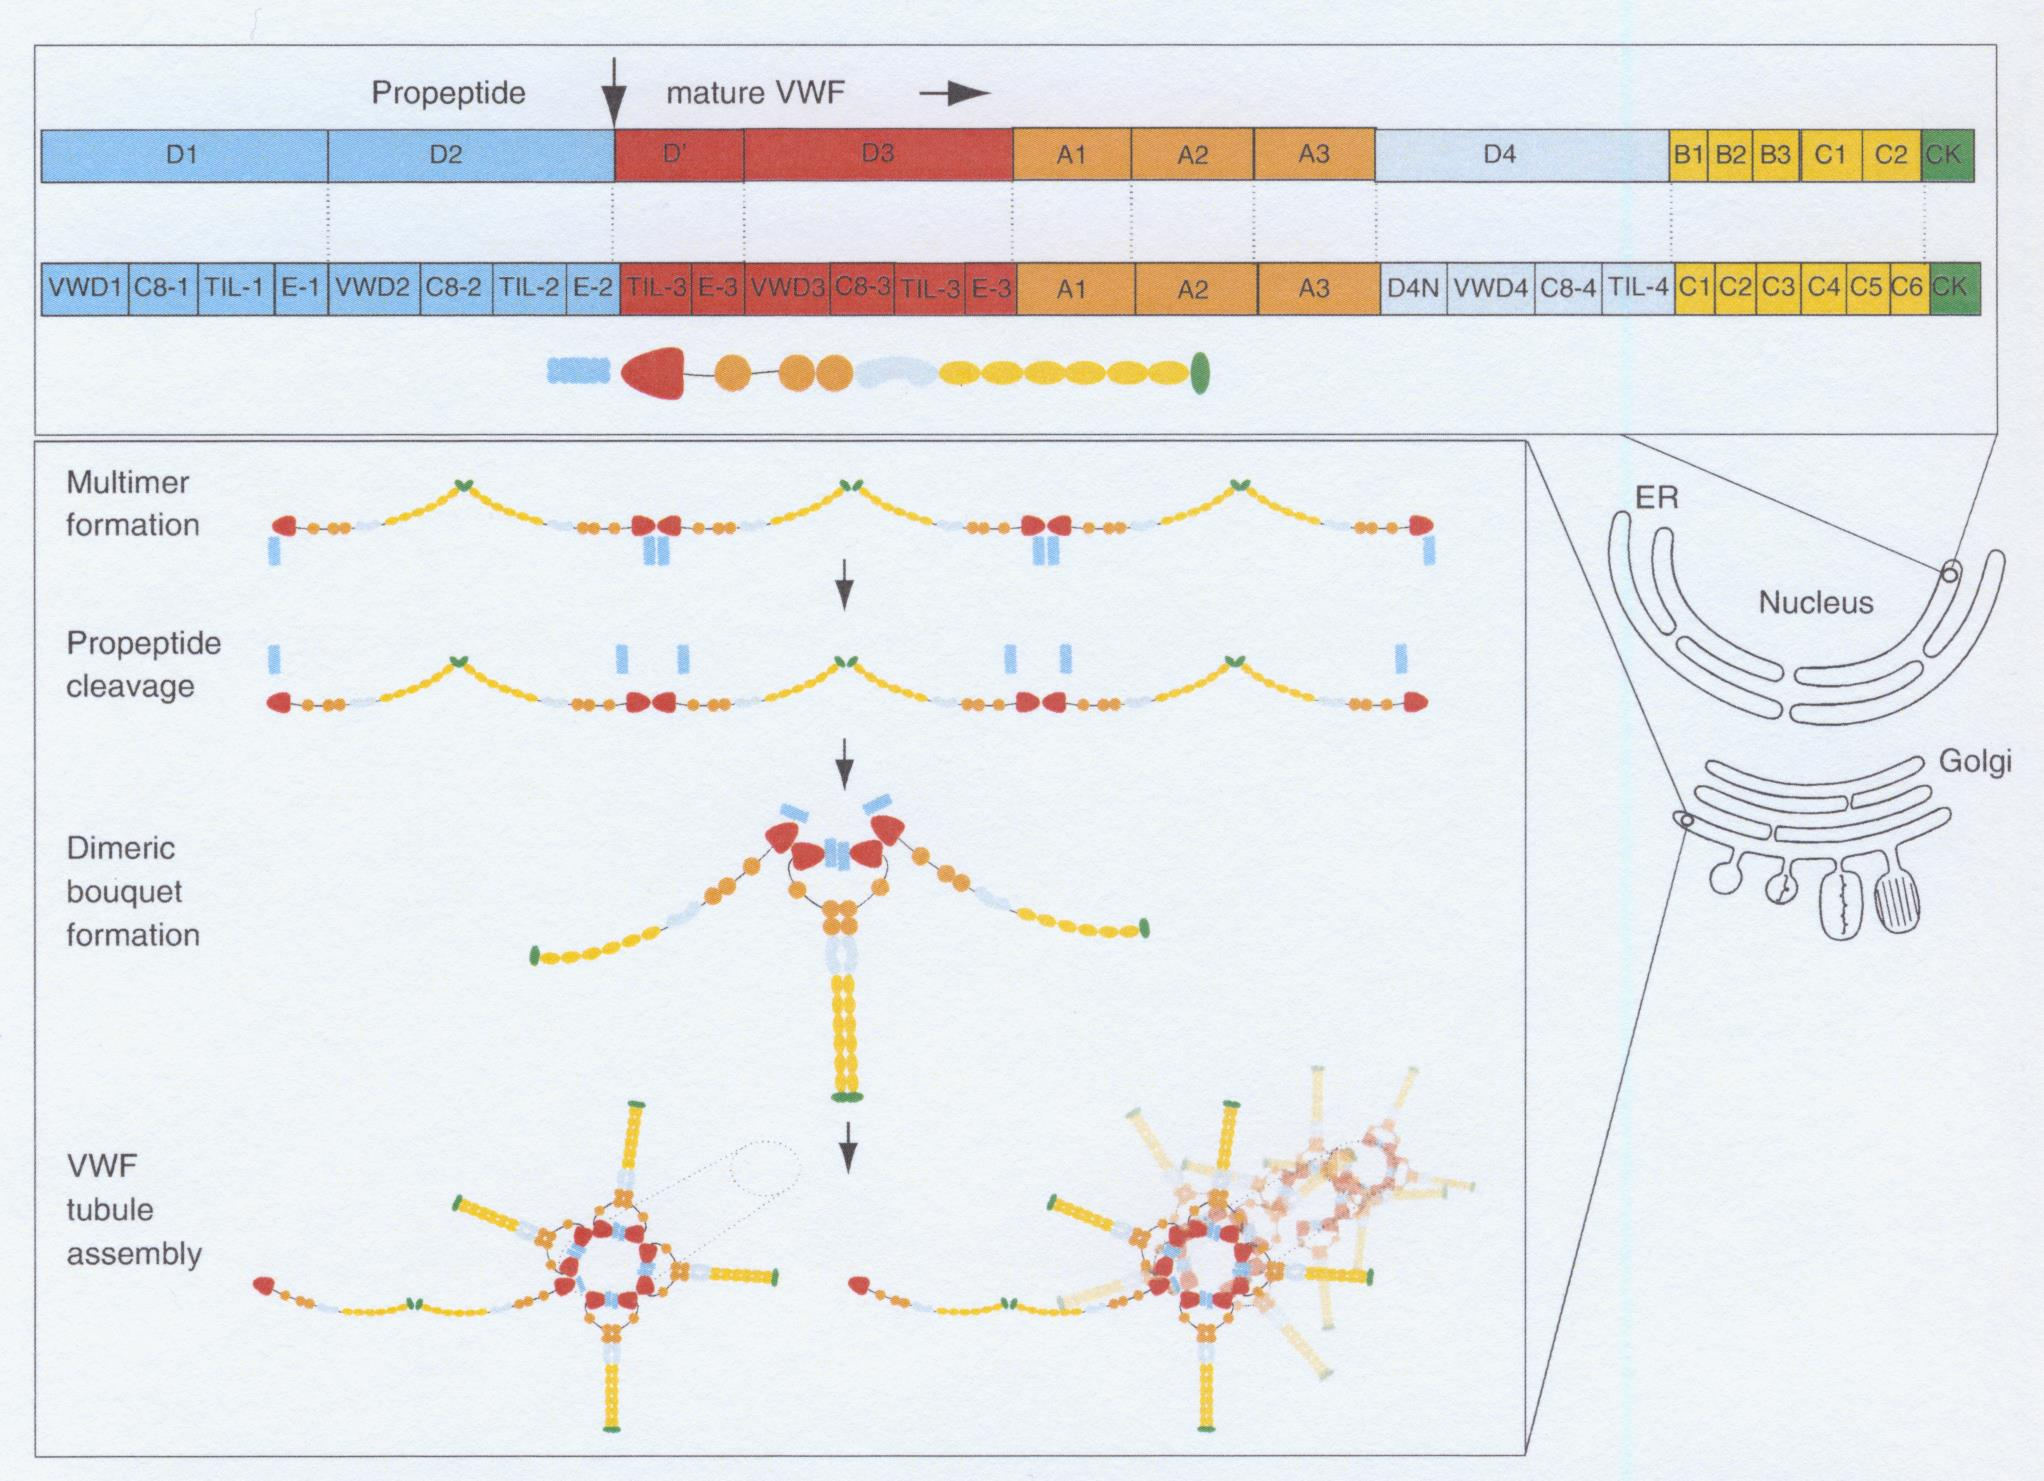 Propeptide mature VWF
D1 D2 D' D3 A1 A2 A3 D4 B1 B2 B3 C1 C2 CK
VWD1 C8-1 TIL-1 E-1 VWD2 C8-2 TIL-2 E-2 TIL-3 E-3 VWD3 C8-3 TIL-3 E-3 A1 A2 A3 D4N VWD4 C8-4 TIL-4 C1 C2 C3 C4 C5 C6 CK
Multimer
formation
Propeptide
cleavage
Dimeric
bouquet
formation
VWF
tubule
assembly
ER
Nucleus
Golgi